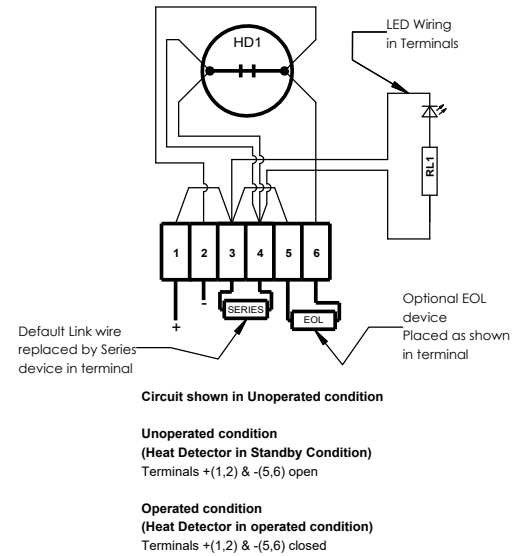 HD1
LED Wiring
in Terminals
RL1
1 2 3 4 5 6
+ -
SERIES
EOL
Default Link wire
replaced by Series
device in terminal
Optional EOL
device
Placed as shown
in terminal
Circuit shown in Unoperated condition
Unoperated condition
(Heat Detector in Standby Condition)
Terminals +(1,2) & -(5,6) open
Operated condition
(Heat Detector in operated condition)
Terminals +(1,2) & -(5,6) closed